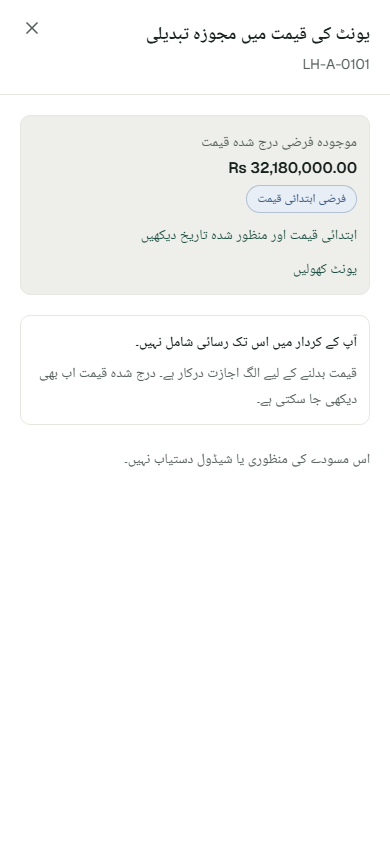 یونٹ کی قیمت میں مجوزہ تبدیلی
LH-A-0101
موجودہ فرضی درج شدہ قیمت
Rs 32,180,000.00
فرضی ابتدائی قیمت
ابتدائی قیمت اور منظور شدہ تاریخ دیکھیں
یونٹ کھولیں
آپ کے کردار میں اس تک رسائی شامل نہیں۔
قیمت بدلنے کے لیے الگ اجازت درکار ہے۔ درج شدہ قیمت اب بھی
دیکھی جا سکتی ہے۔
اس مسودے کی منظوری یا شیڈول دستیاب نہیں۔